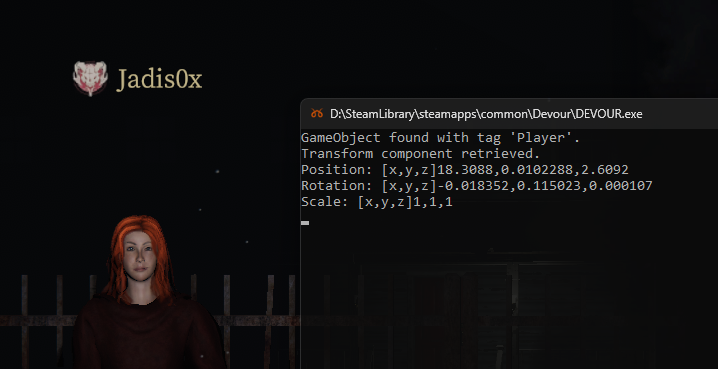 Jadis0x
D:\SteamLibrary\steamapps\common\Devour\DEVOUR.exe
GameObject found with tag 'Player'.
Transform component retrieved.
Position: [x,y,z]18.3088,0.0102288,2.6092
Rotation: [x,y,z]-0.018352,0.115023,0.000107
Scale: [x,y,z]1,1,1